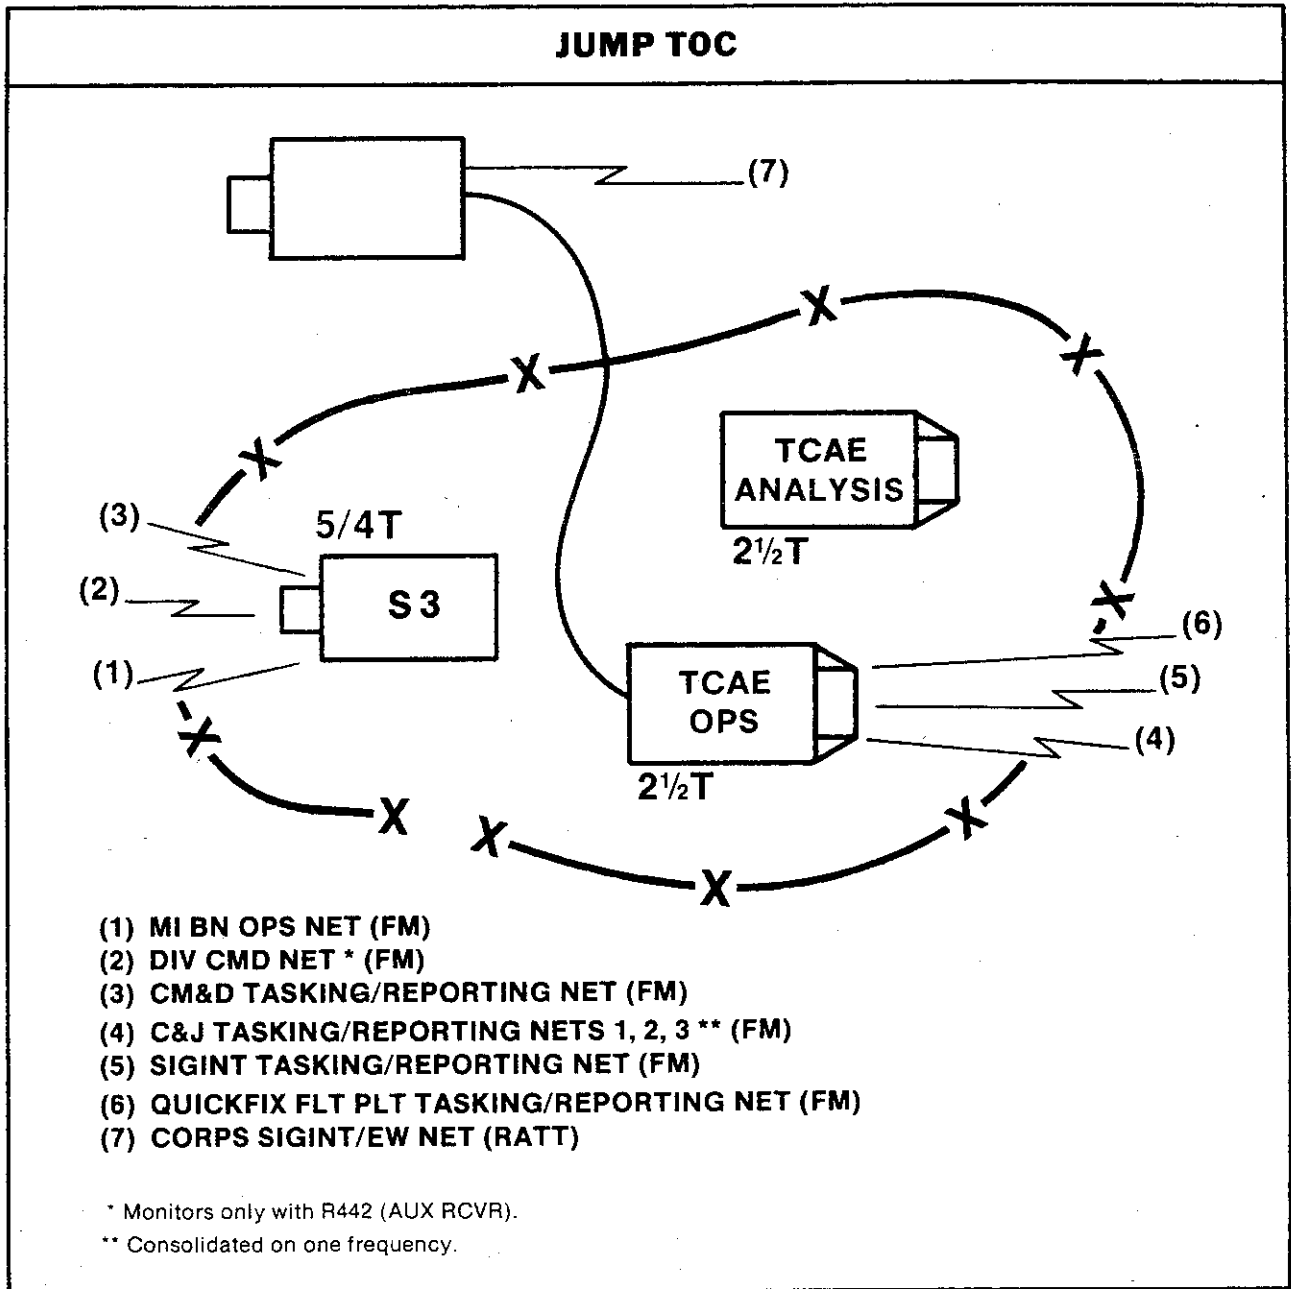 JUMP TOC
(7)
X
X
X
X
TCAE
ANALYSIS
2½T
(3)
5/4T
(2)
S3
X
(6)
(1)
TCAE
OPS
(5)
(4)
X
2½T
X
X
X
X
(1) MI BN OPS NET (FM)
(2) DIV CMD NET * (FM)
(3) CM&D TASKING/REPORTING NET (FM)
(4) C&J TASKING/REPORTING NETS 1, 2, 3 ** (FM)
(5) SIGINT TASKING/REPORTING NET (FM)
(6) QUICKFIX FLT PLT TASKING/REPORTING NET (FM)
(7) CORPS SIGINT/EW NET (RATT)
* Monitors only with R442 (AUX RCVR).
** Consolidated on one frequency.